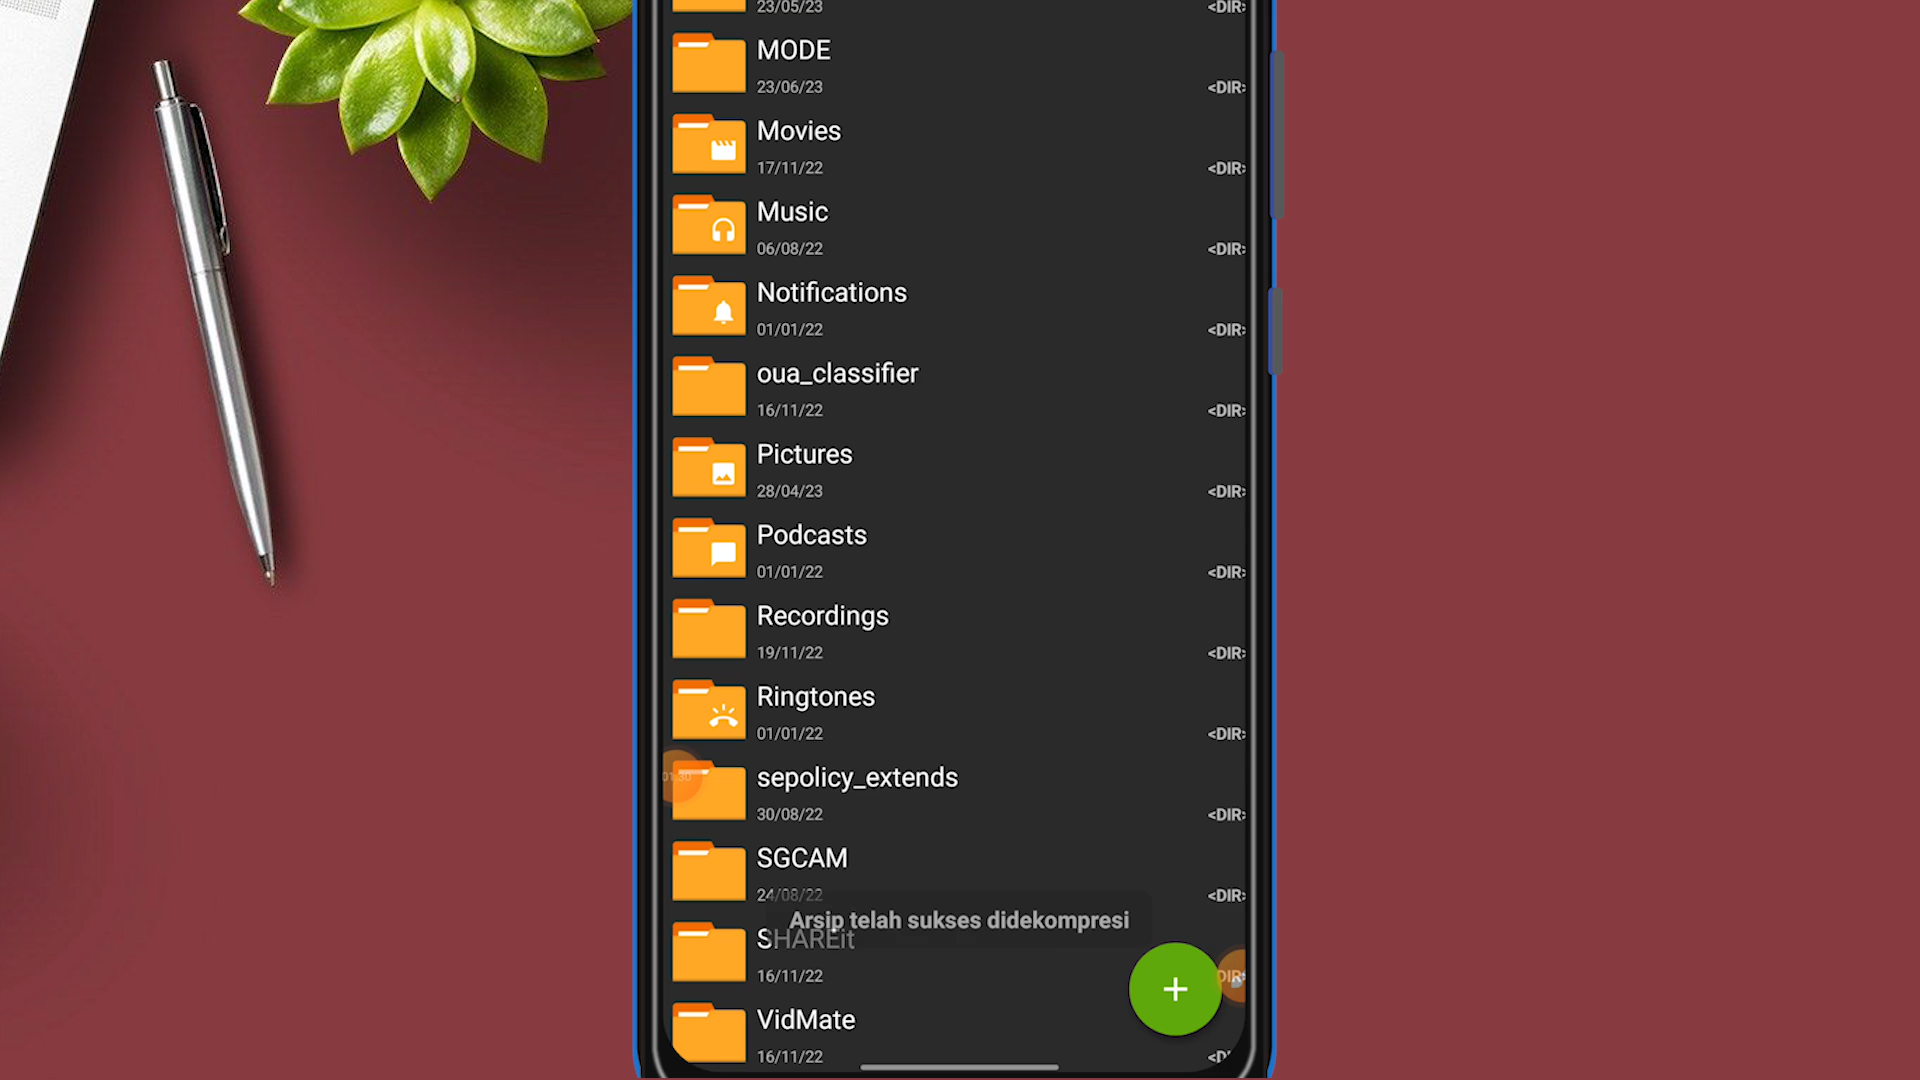 23/05/23
<DIR>
MODE
23/06/23
<DIR>
Movies
17/11/22
<DIR>
Music
06/08/22
<DIR>
Notifications
01/01/22
<DIR>
oua_classifier
16/11/22
<DIR>
Pictures
28/04/23
<DIR>
Podcasts
01/01/22
<DIR>
Recordings
19/11/22
<DIR>
Ringtones
01/01/22
<DIR>
01:30
sepolicy_extends
30/08/22
<DIR>
SGCAM
24/08/22
<DIR>
Arsip telah sukses didekompresi
SHAREit
16/11/22
DIR>
VidMate
16/11/22
<D